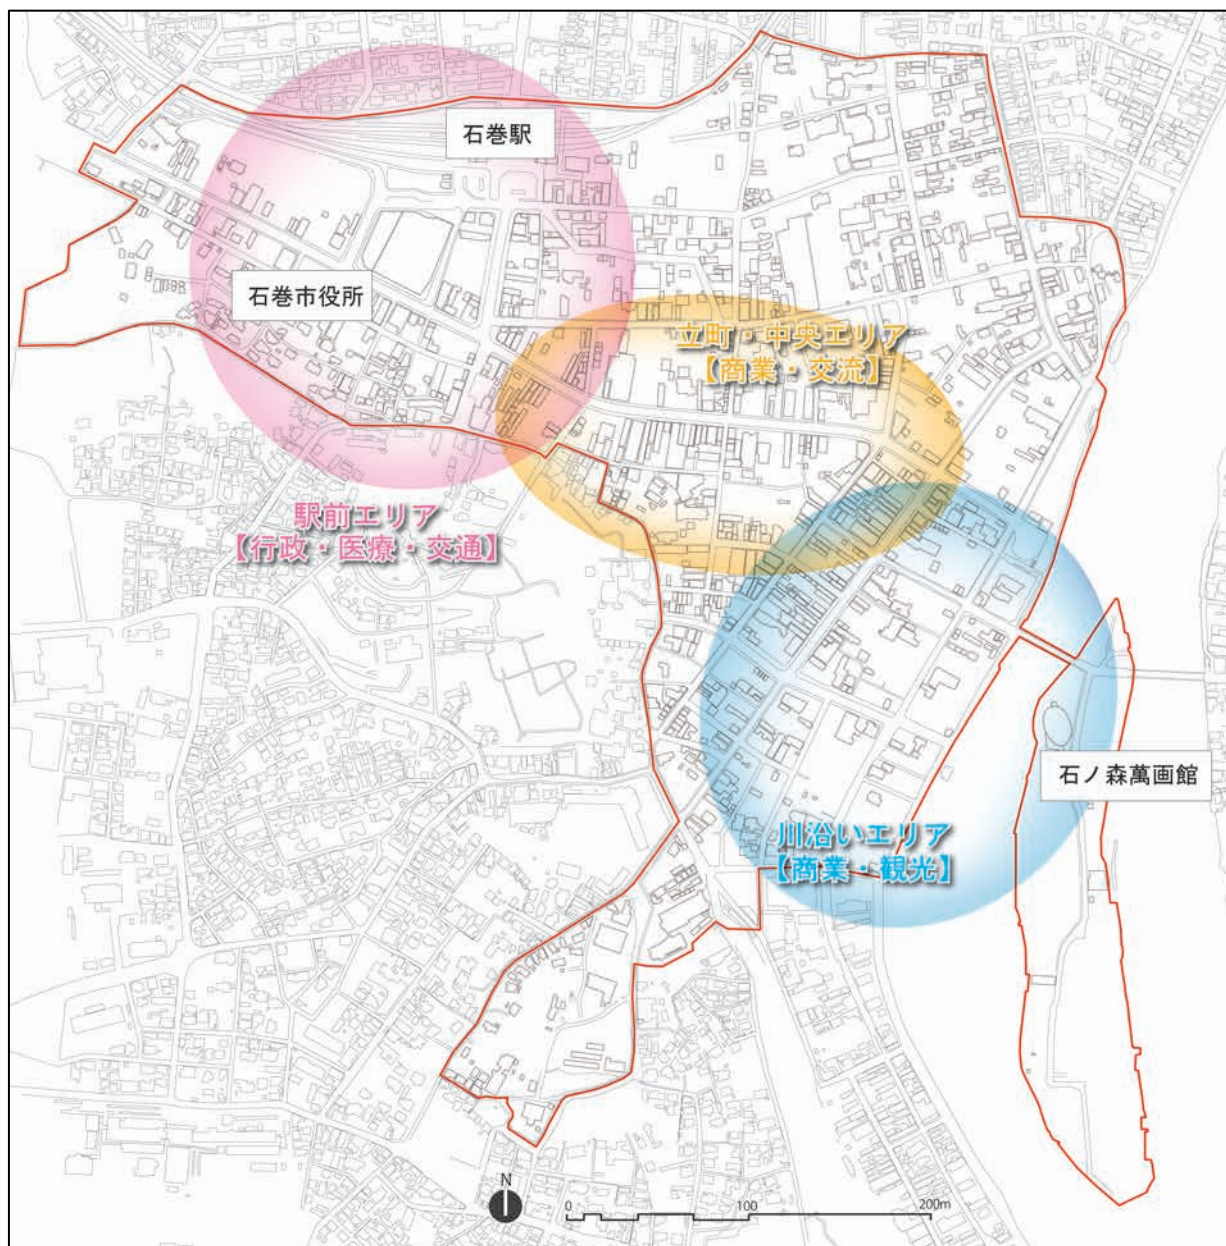 石巻駅
石巻市役所
立町・中央エリア
【商業・交流】
駅前エリア
【行政・医療・交通】
石ノ森萬画館
川沿いエリア
【商業・観光】
N
0 100 200m